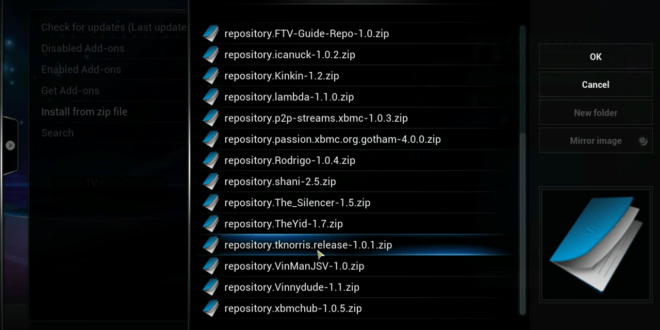 Check for updates (Last update
Disabled Add-ons
Enabled Add-ons
Get Add-ons
Install from zip file
Search
TV
repository.FTV-Guide-Repo-1.0.zip
repository.icanuck-1.0.2.zip
repository.Kinkin-1.2.zip
repository.lambda-1.1.0.zip
repository.p2p-streams.xbmc-1.0.3.zip
repository.passion.xbmc.org.gotham-4.0.0.zip
repository.Rodrigo-1.0.4.zip
repository.shani-2.5.zip
repository.The_Silencer-1.5.zip
repository.TheYid-1.7.zip
repository.tknorris.release-1.0.1.zip
repository.VinManJSV-1.0.zip
repository.Vinnydude-1.1.zip
repository.xbmchub-1.0.5.zip
OK
Cancel
New folder
Mirror image